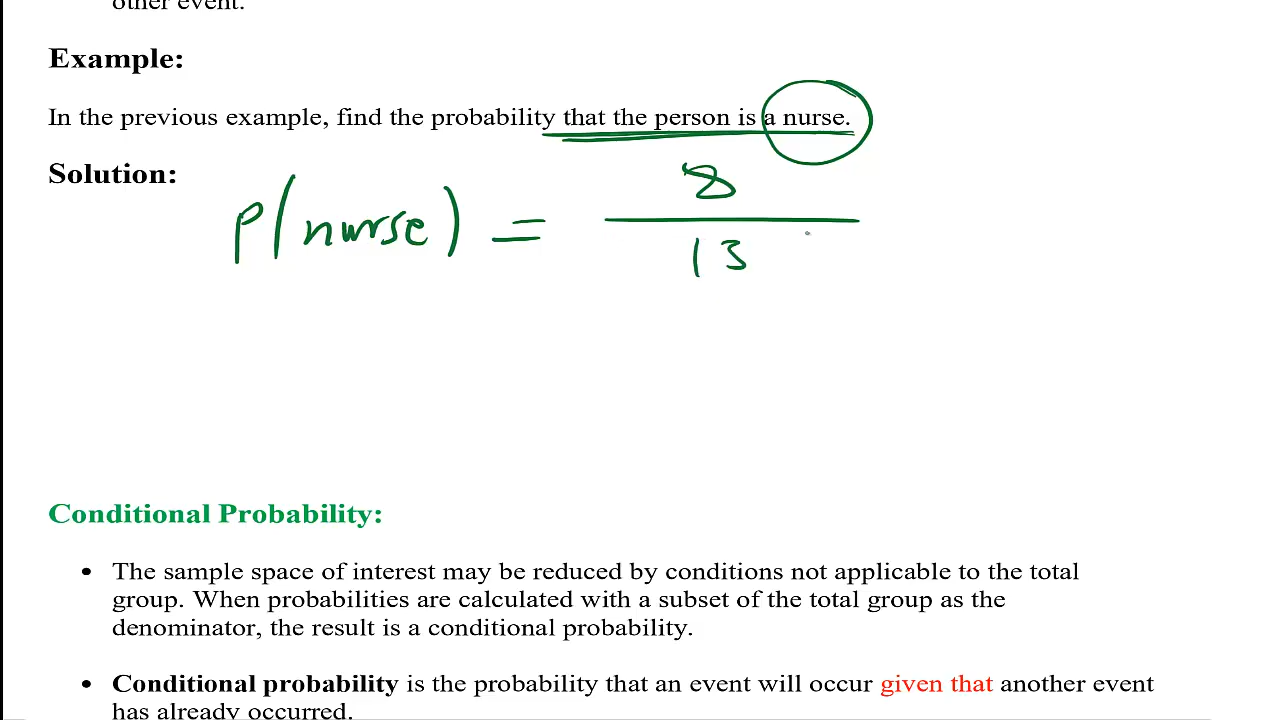 other event.
Example:
In the previous example, find the probability that the person is a nurse.
Solution:
P(nurse) = 8/13
Conditional Probability:
• The sample space of interest may be reduced by conditions not applicable to the total
group. When probabilities are calculated with a subset of the total group as the
denominator, the result is a conditional probability.
• Conditional probability is the probability that an event will occur given that another event
has already occurred.